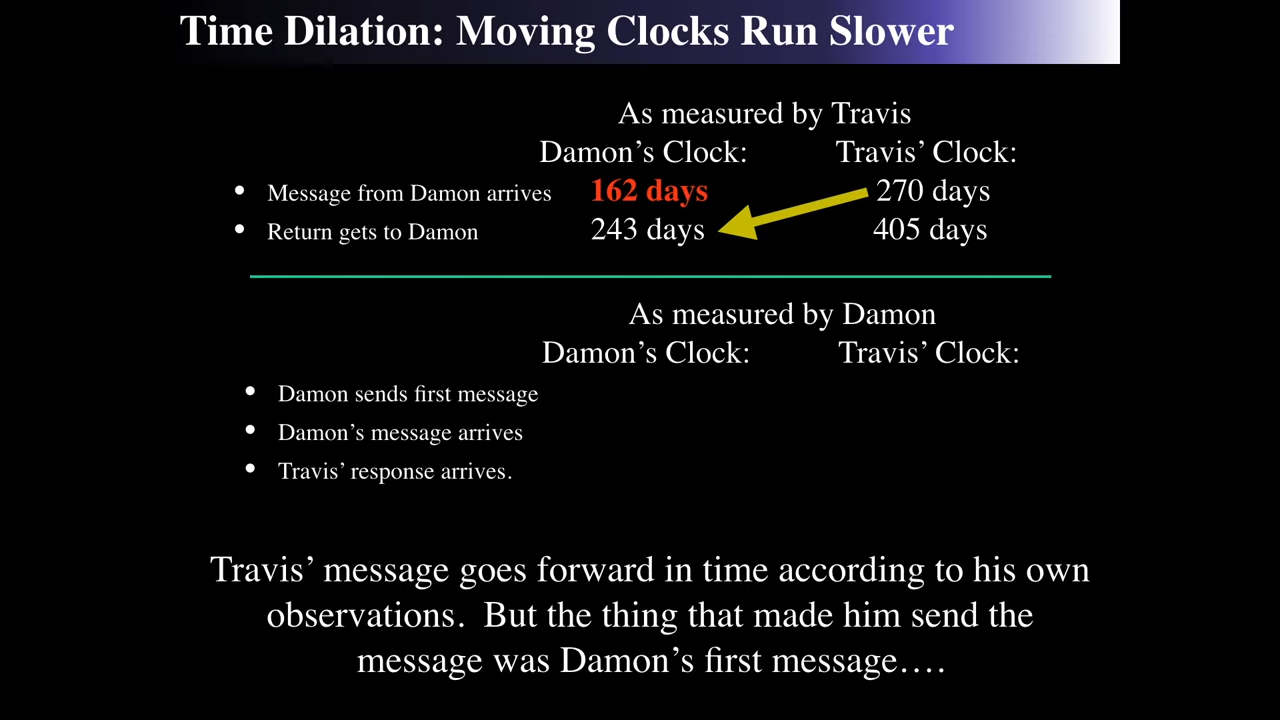 Time Dilation: Moving Clocks Run Slower
As measured by Travis
Damon’s Clock: Travis’ Clock:
• Message from Damon arrives 162 days 270 days
• Return gets to Damon 243 days 405 days
As measured by Damon
Damon’s Clock: Travis’ Clock:
• Damon sends first message
• Damon’s message arrives
• Travis’ response arrives.
Travis’ message goes forward in time according to his own
observations. But the thing that made him send the
message was Damon’s first message….